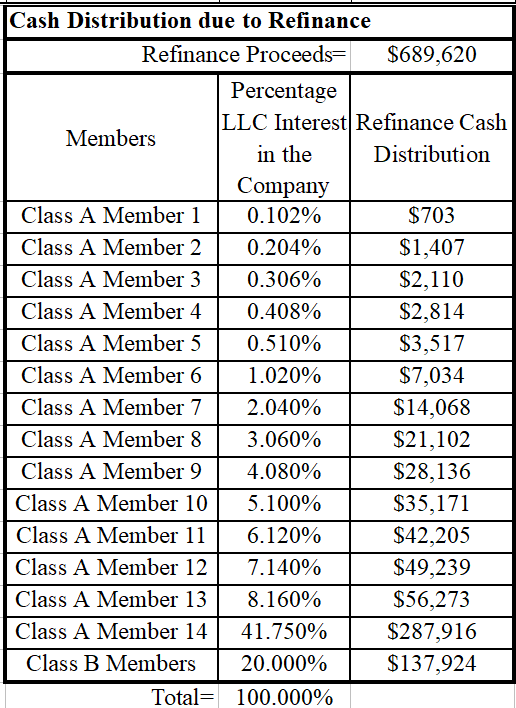 Cash Distribution due to Refinance
Refinance Proceeds= $689,620
Members
Percentage
LLC Interest
in the
Company
Refinance Cash
Distribution
Class A Member 1 0.102% $703
Class A Member 2 0.204% $1,407
Class A Member 3 0.306% $2,110
Class A Member 4 0.408% $2,814
Class A Member 5 0.510% $3,517
Class A Member 6 1.020% $7,034
Class A Member 7 2.040% $14,068
Class A Member 8 3.060% $21,102
Class A Member 9 4.080% $28,136
Class A Member 10 5.100% $35,171
Class A Member 11 6.120% $42,205
Class A Member 12 7.140% $49,239
Class A Member 13 8.160% $56,273
Class A Member 14 41.750% $287,916
Class B Members 20.000% $137,924
Total= 100.000%